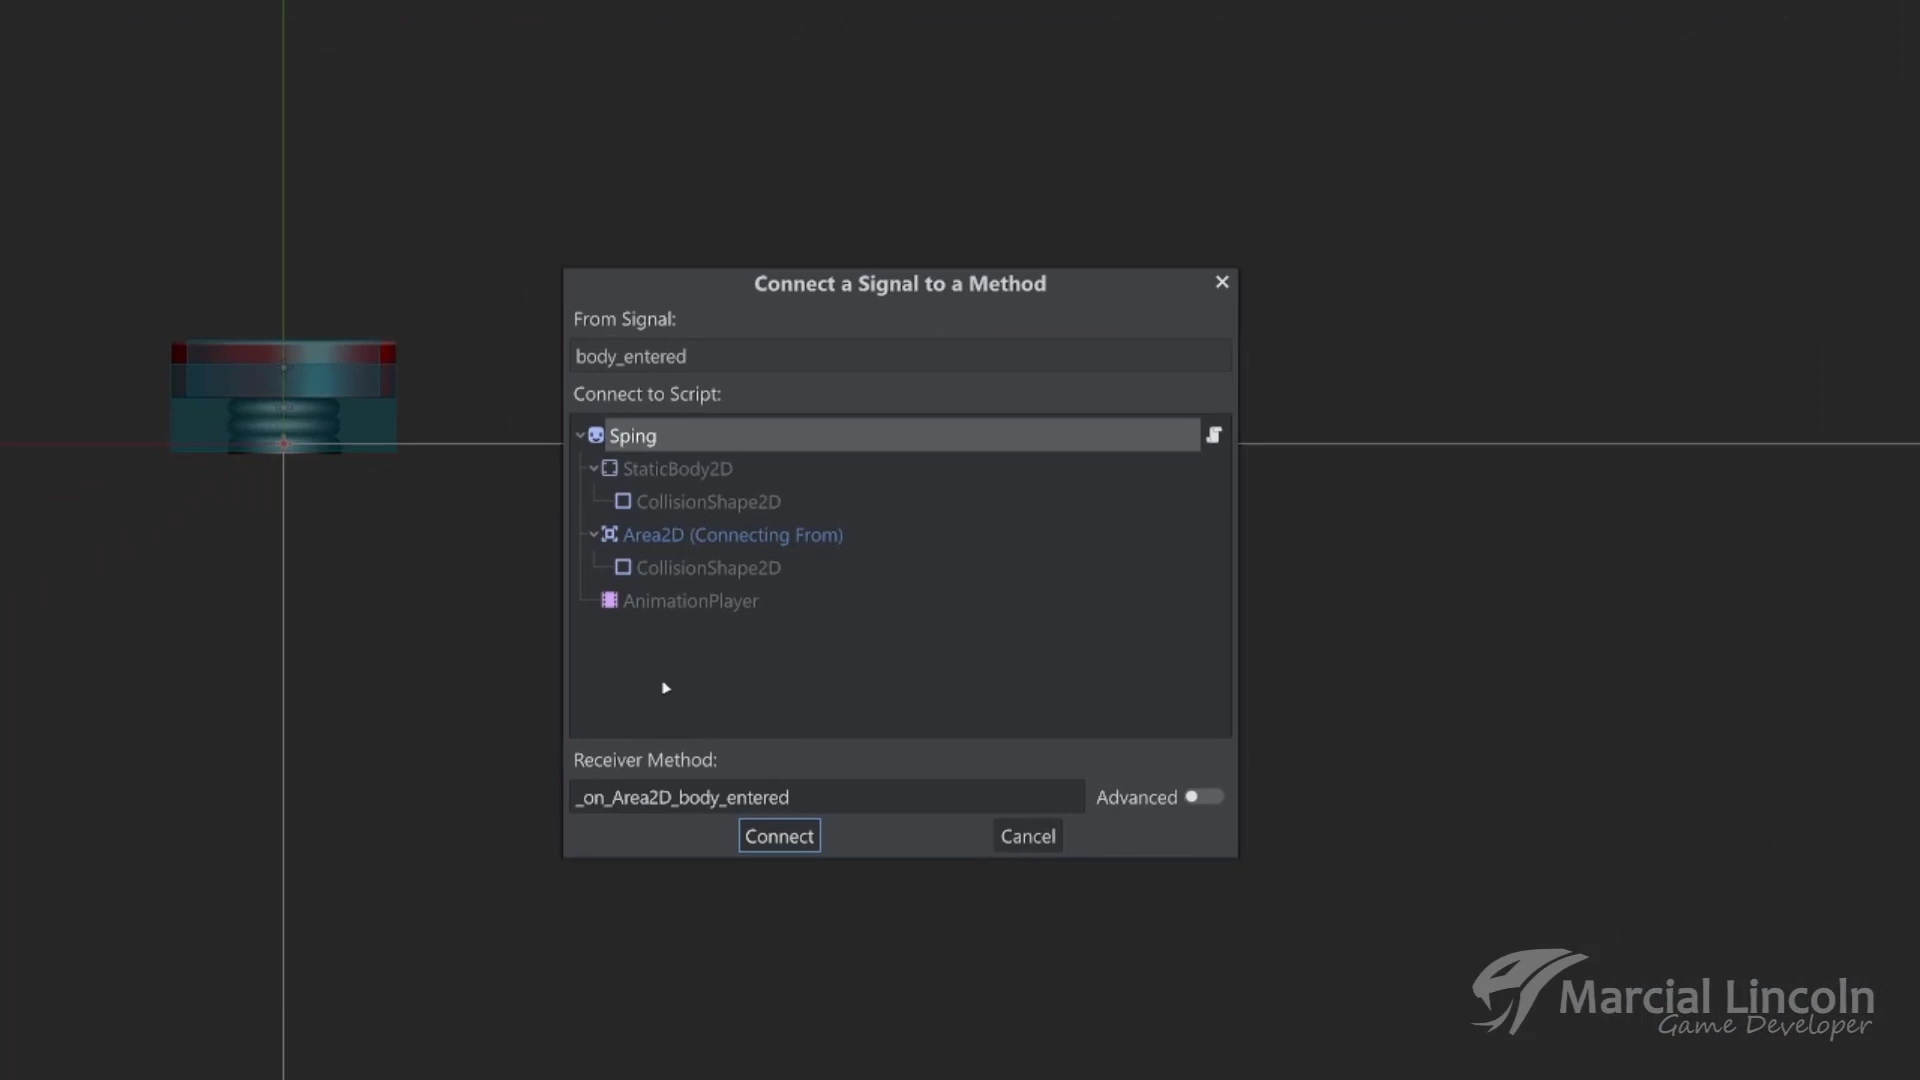 Connect a Signal to a Method
From Signal:
body_entered
Connect to Script:
Sping
StaticBody2D
CollisionShape2D
Area2D (Connecting From)
CollisionShape2D
AnimationPlayer
Receiver Method:
_on_Area2D_body_entered
Advanced
Connect
Cancel
Marcial Lincoln
Game Developer